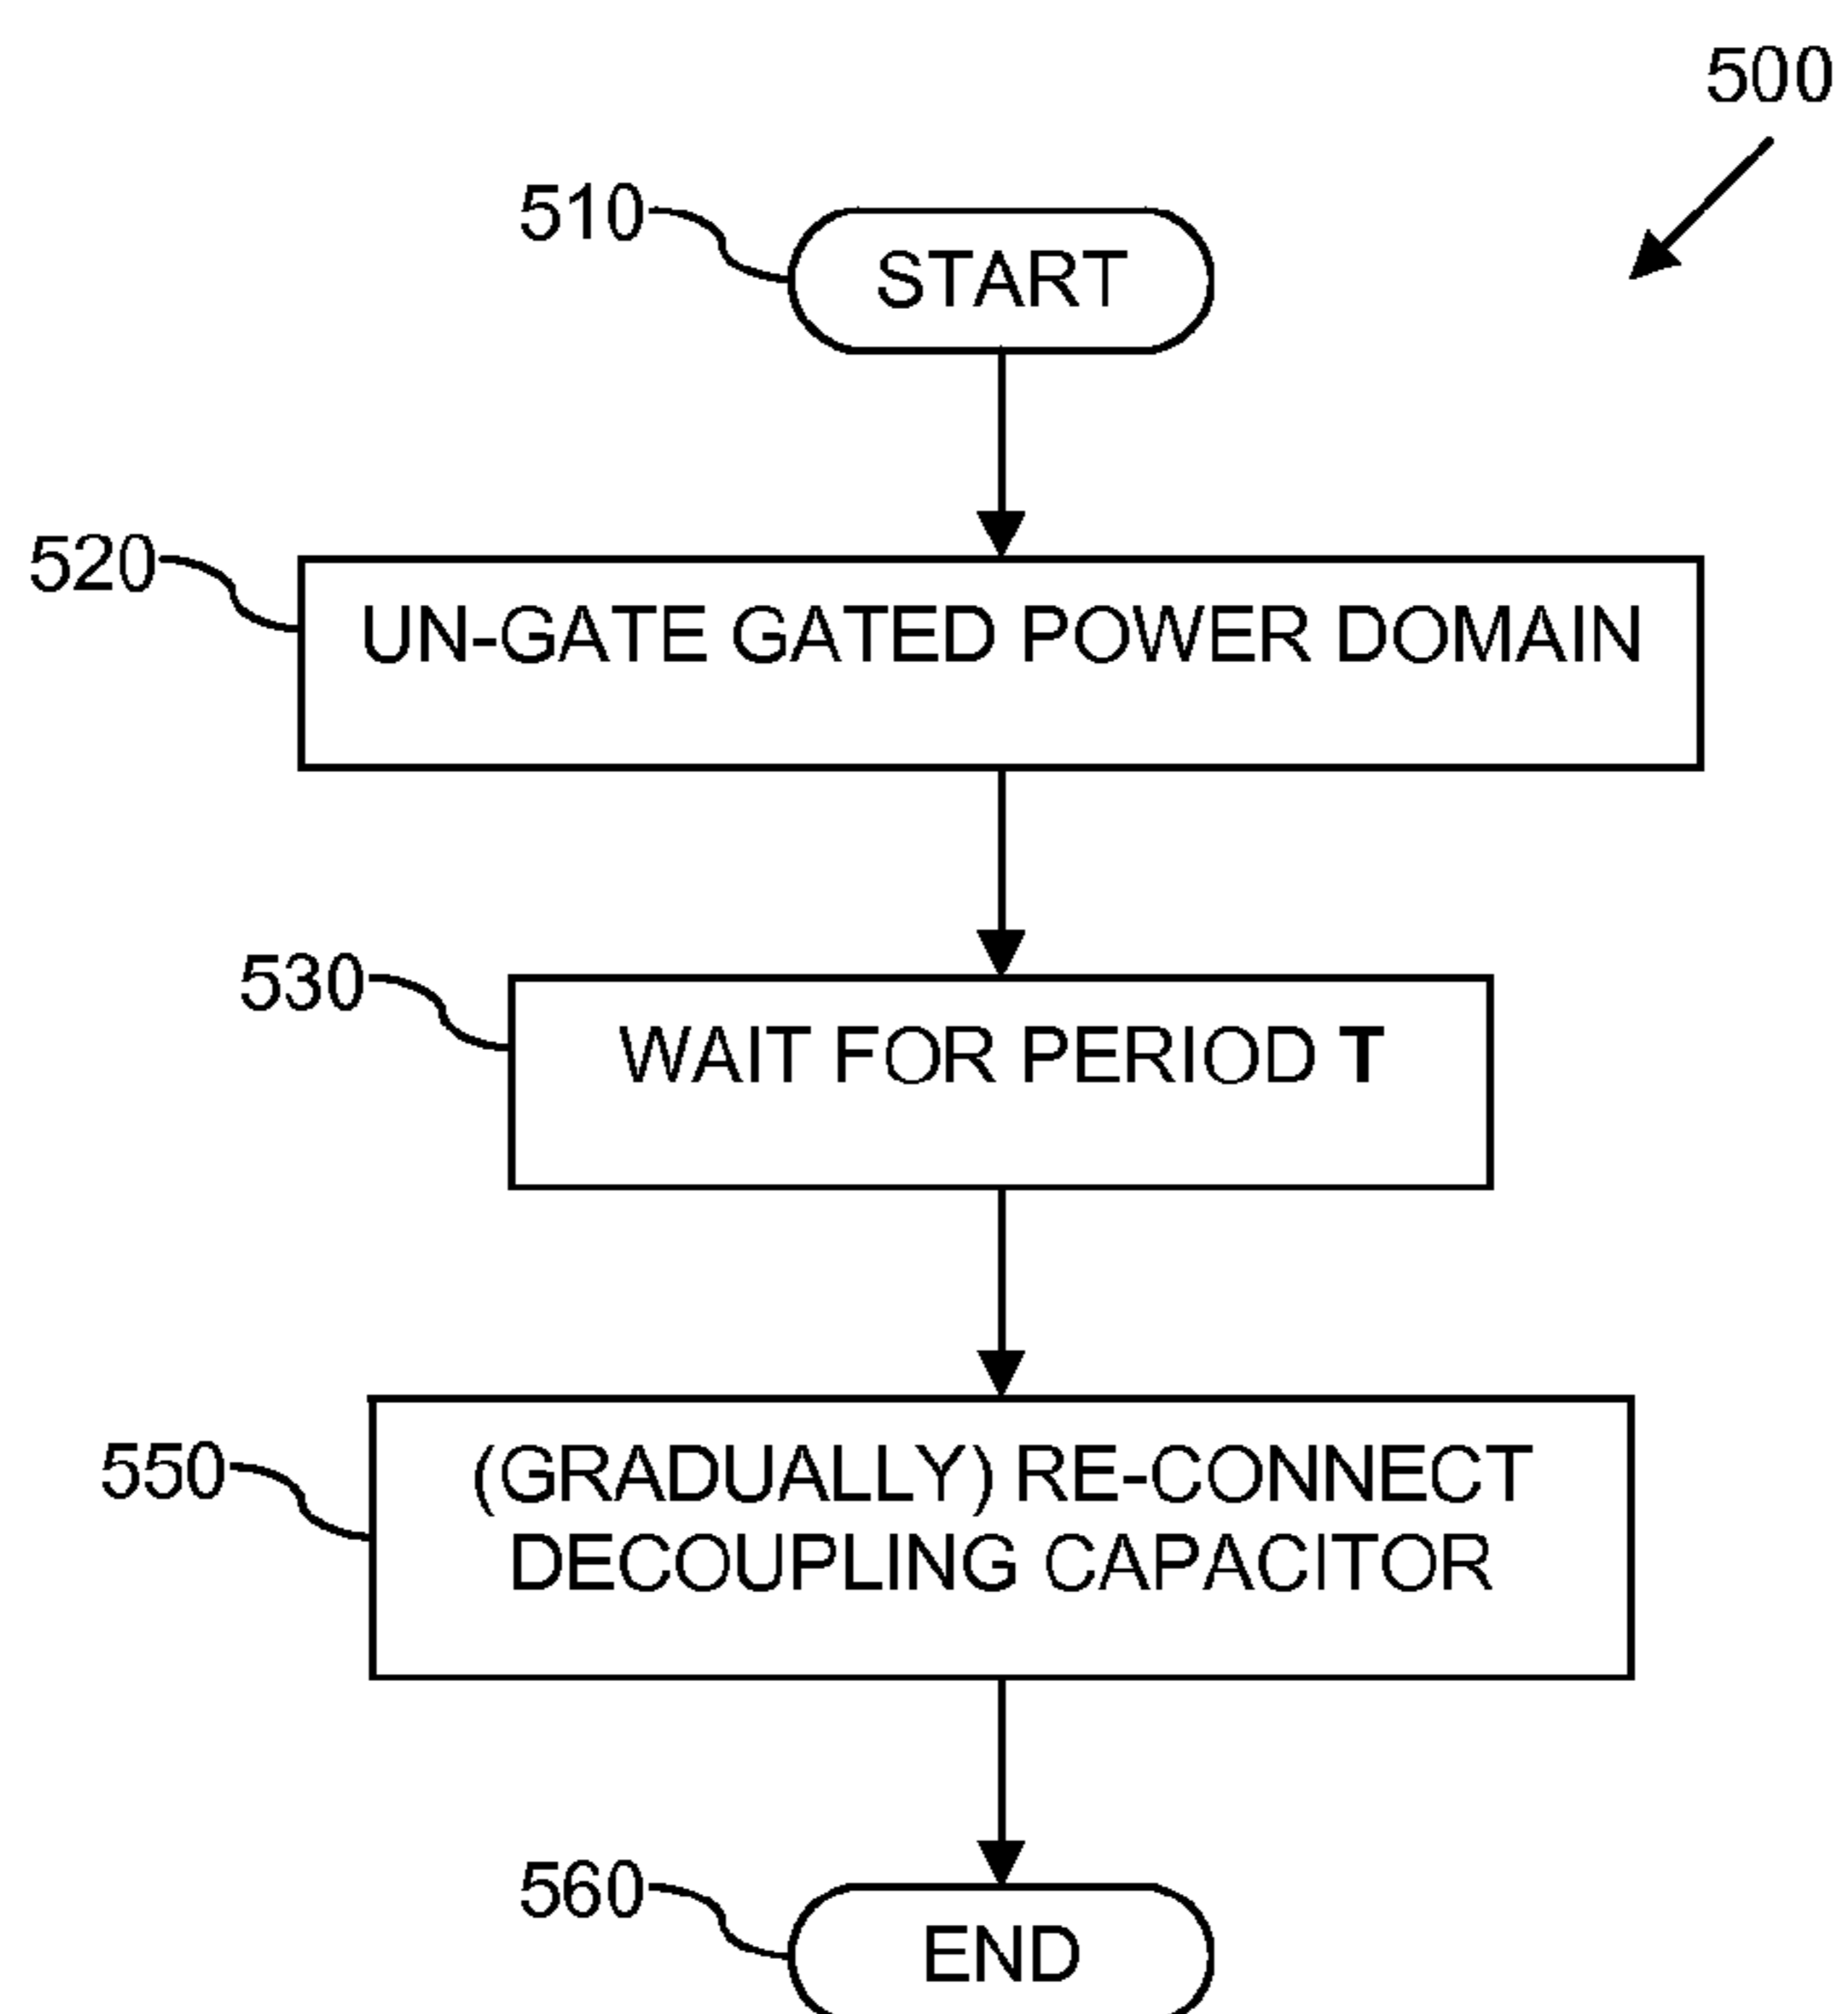 500
510
START
520
UN-GATE GATED POWER DOMAIN
530
WAIT FOR PERIOD T
550
(GRADUALLY) RE-CONNECT
DECOUPLING CAPACITOR
560
END